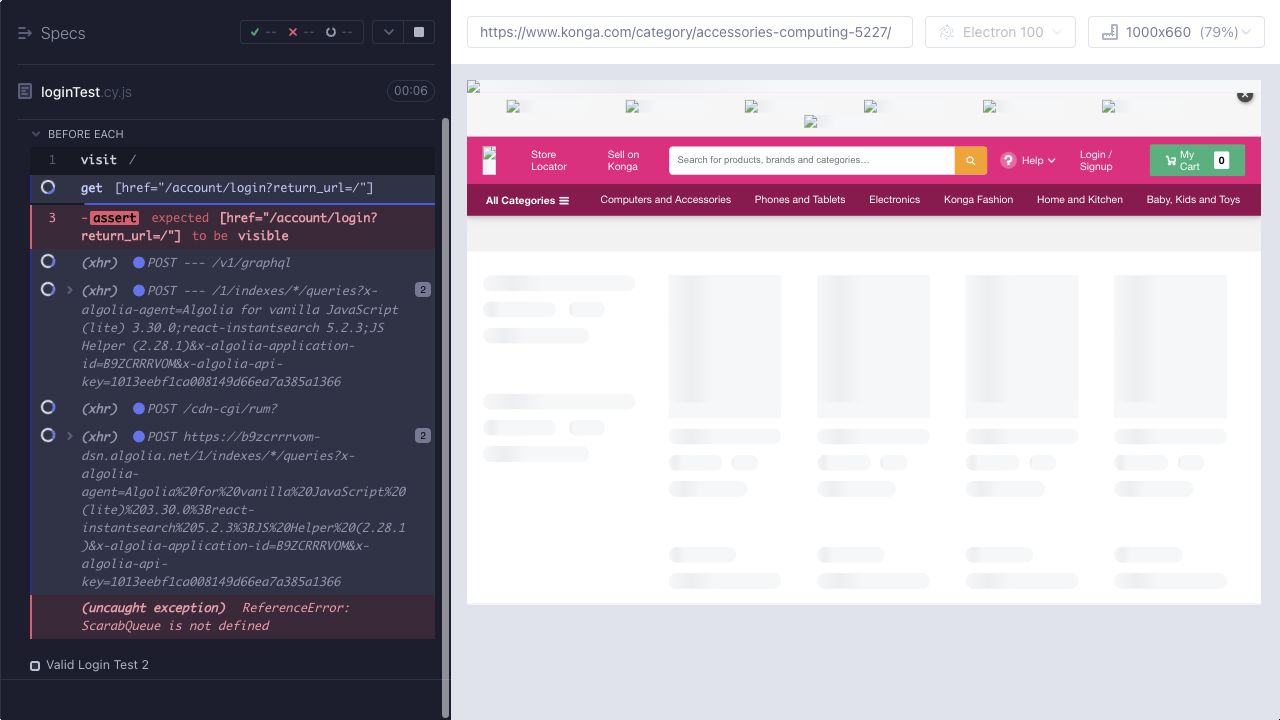 Specs
--
--
--
https://www.konga.com/category/accessories-computing-5227/
Electron 100
1000x660 (79%)
loginTest.cy.js
00:06
BEFORE EACH
1 visit /
get [href="/account/login?return_url=/"]
3 -assert expected [href="/account/login?
return_url=/"] to be visible
(xhr) POST --- /v1/graphql
(xhr) POST --- /1/indexes/*/queries?x-
2
algolia-agent=Algolia for vanilla JavaScript
(lite) 3.30.0;react-instantsearch 5.2.3;JS
Helper (2.28.1)&x-algolia-application-
id=B9ZCRRRVOM&x-algolia-api-
key=1013eebf1ca008149d66ea7a385a1366
(xhr) POST /cdn-cgi/rum?
(xhr) POST https://b9zcrrrvom-
2
dsn.algolia.net/1/indexes/*/queries?x-
algolia-
agent=Algolia%20for%20vanilla%20JavaScript%20
(lite)%203.30.0%3Breact-
instantsearch%205.2.3%3BJS%20Helper%20(2.28.1
)&x-algolia-application-id=B9ZCRRRVOM&x-
algolia-api-
key=1013eebf1ca008149d66ea7a385a1366
(uncaught exception) ReferenceError:
ScarabQueue is not defined
Valid Login Test 2
Store
Locator
Sell on
Konga
Search for products, brands and categories...
? Help
Login /
Signup
My
Cart
0
All Categories
Computers and Accessories
Phones and Tablets
Electronics
Konga Fashion
Home and Kitchen
Baby, Kids and Toys